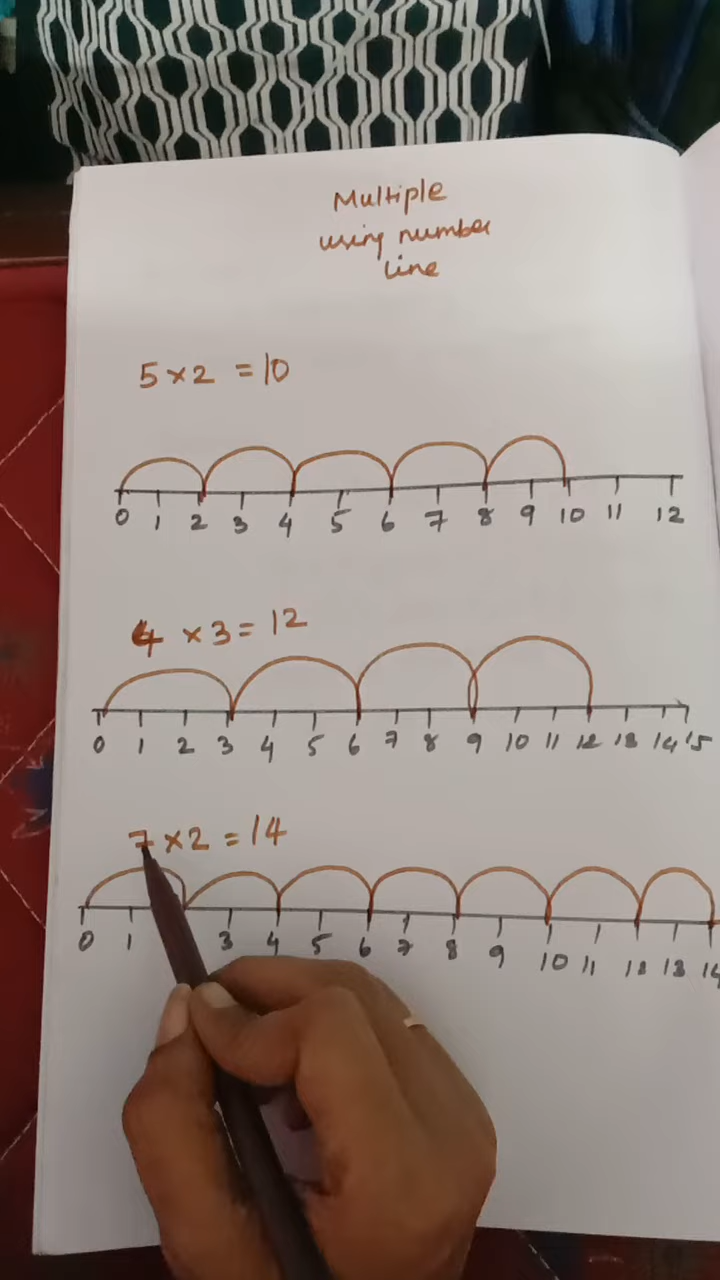 Multiple
using number
line
5 × 2 = 10
0 1 2 3 4 5 6 7 8 9 10 11 12
4 × 3 = 12
0 1 2 3 4 5 6 7 8 9 10 11 12 13 14 15
7 × 2 = 14
0 1 3 4 5 6 7 8 9 10 11 12 13 14